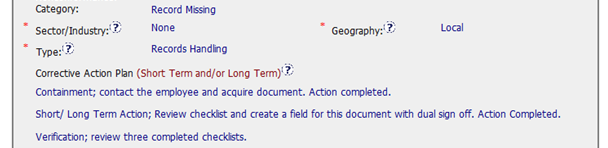 Category: Record Missing
* Sector/Industry:? None * Geography:? Local
* Type:? Records Handling
Corrective Action Plan (Short Term and/or Long Term)?
Containment; contact the employee and acquire document. Action completed.
Short/ Long Term Action; Review checklist and create a field for this document with dual sign off. Action Completed.
Verification; review three completed checklists.